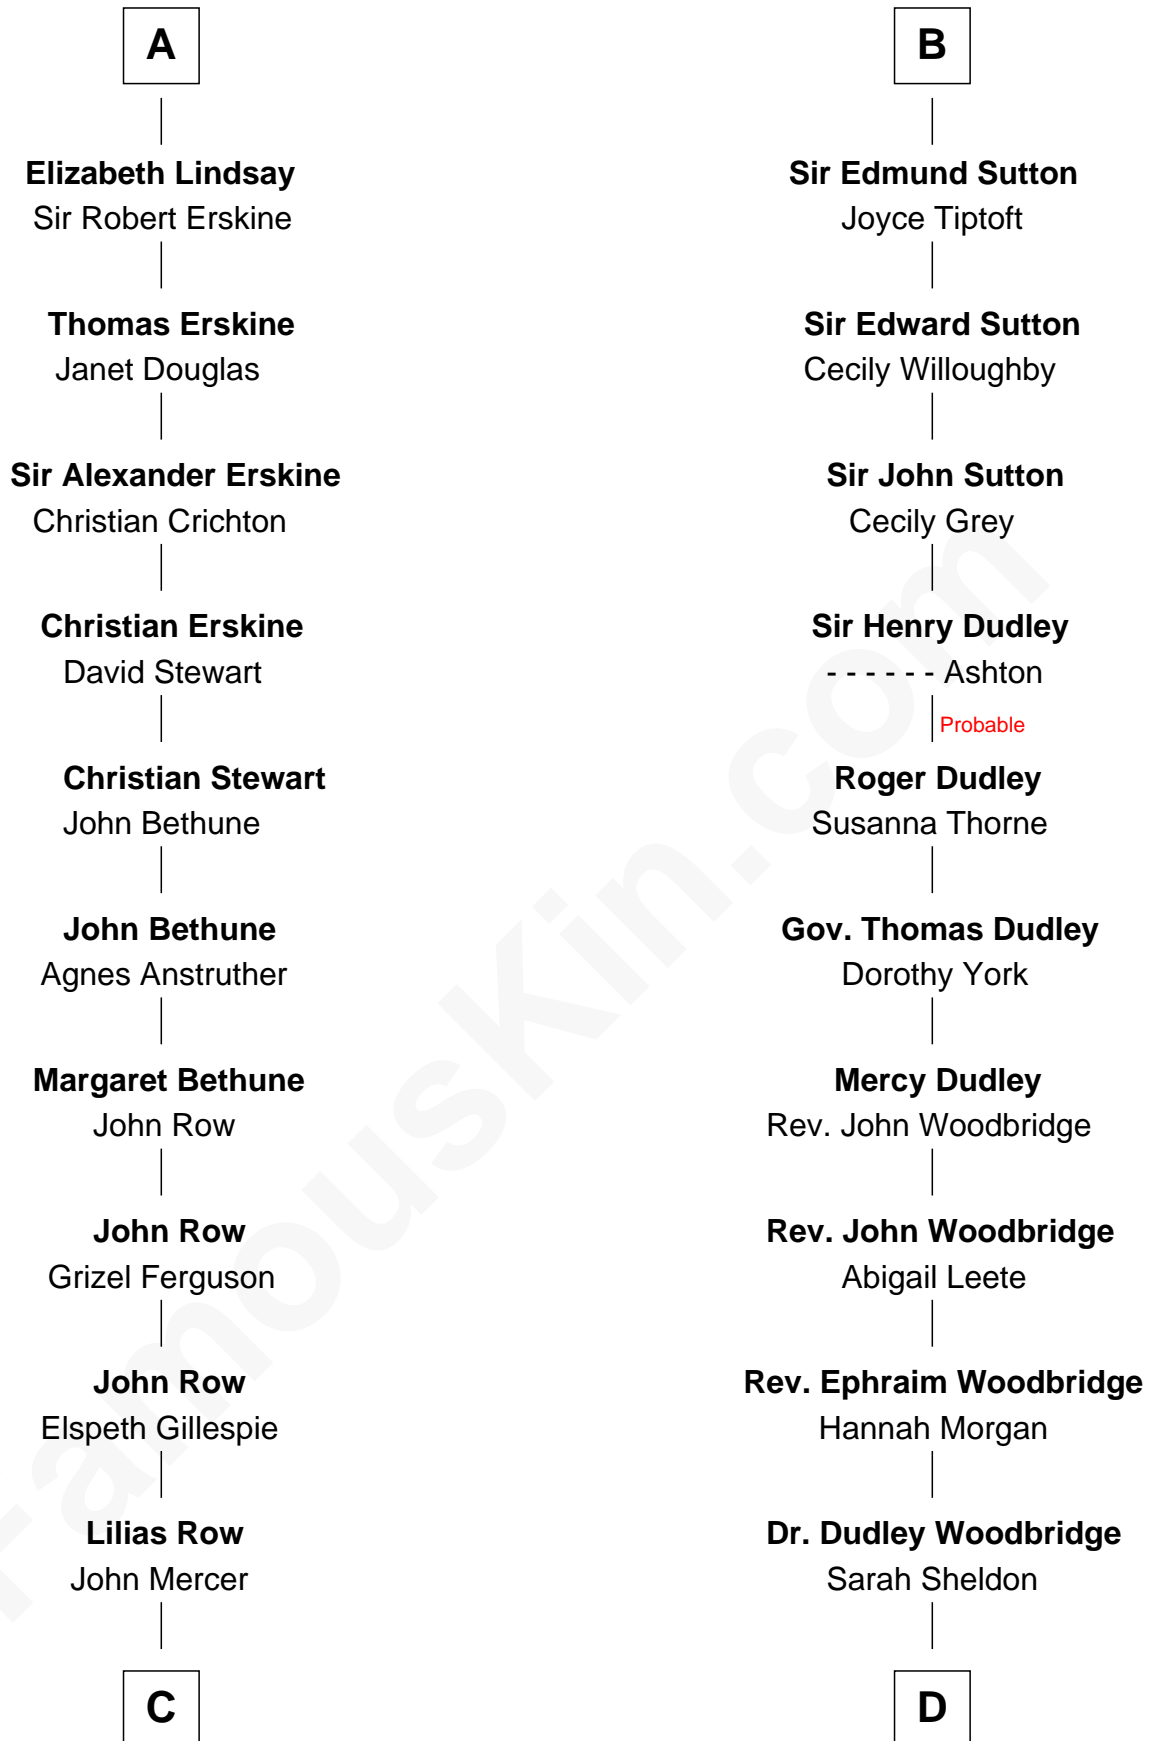 A
Elizabeth Lindsay
Sir Robert Erskine
Thomas Erskine
Janet Douglas
Sir Alexander Erskine
Christian Crichton
Christian Erskine
David Stewart
Christian Stewart
John Bethune
John Bethune
Agnes Anstruther
Margaret Bethune
John Row
John Row
Grizel Ferguson
John Row
Elspeth Gillespie
Lilias Row
John Mercer
C
B
Sir Edmund Sutton
Joyce Tiptoft
Sir Edward Sutton
Cecily Willoughby
Sir John Sutton
Cecily Grey
Sir Henry Dudley
- - - - - - Ashton
Probable
Roger Dudley
Susanna Thorne
Gov. Thomas Dudley
Dorothy York
Mercy Dudley
Rev. John Woodbridge
Rev. John Woodbridge
Abigail Leete
Rev. Ephraim Woodbridge
Hannah Morgan
Dr. Dudley Woodbridge
Sarah Sheldon
D
FamousKin.com